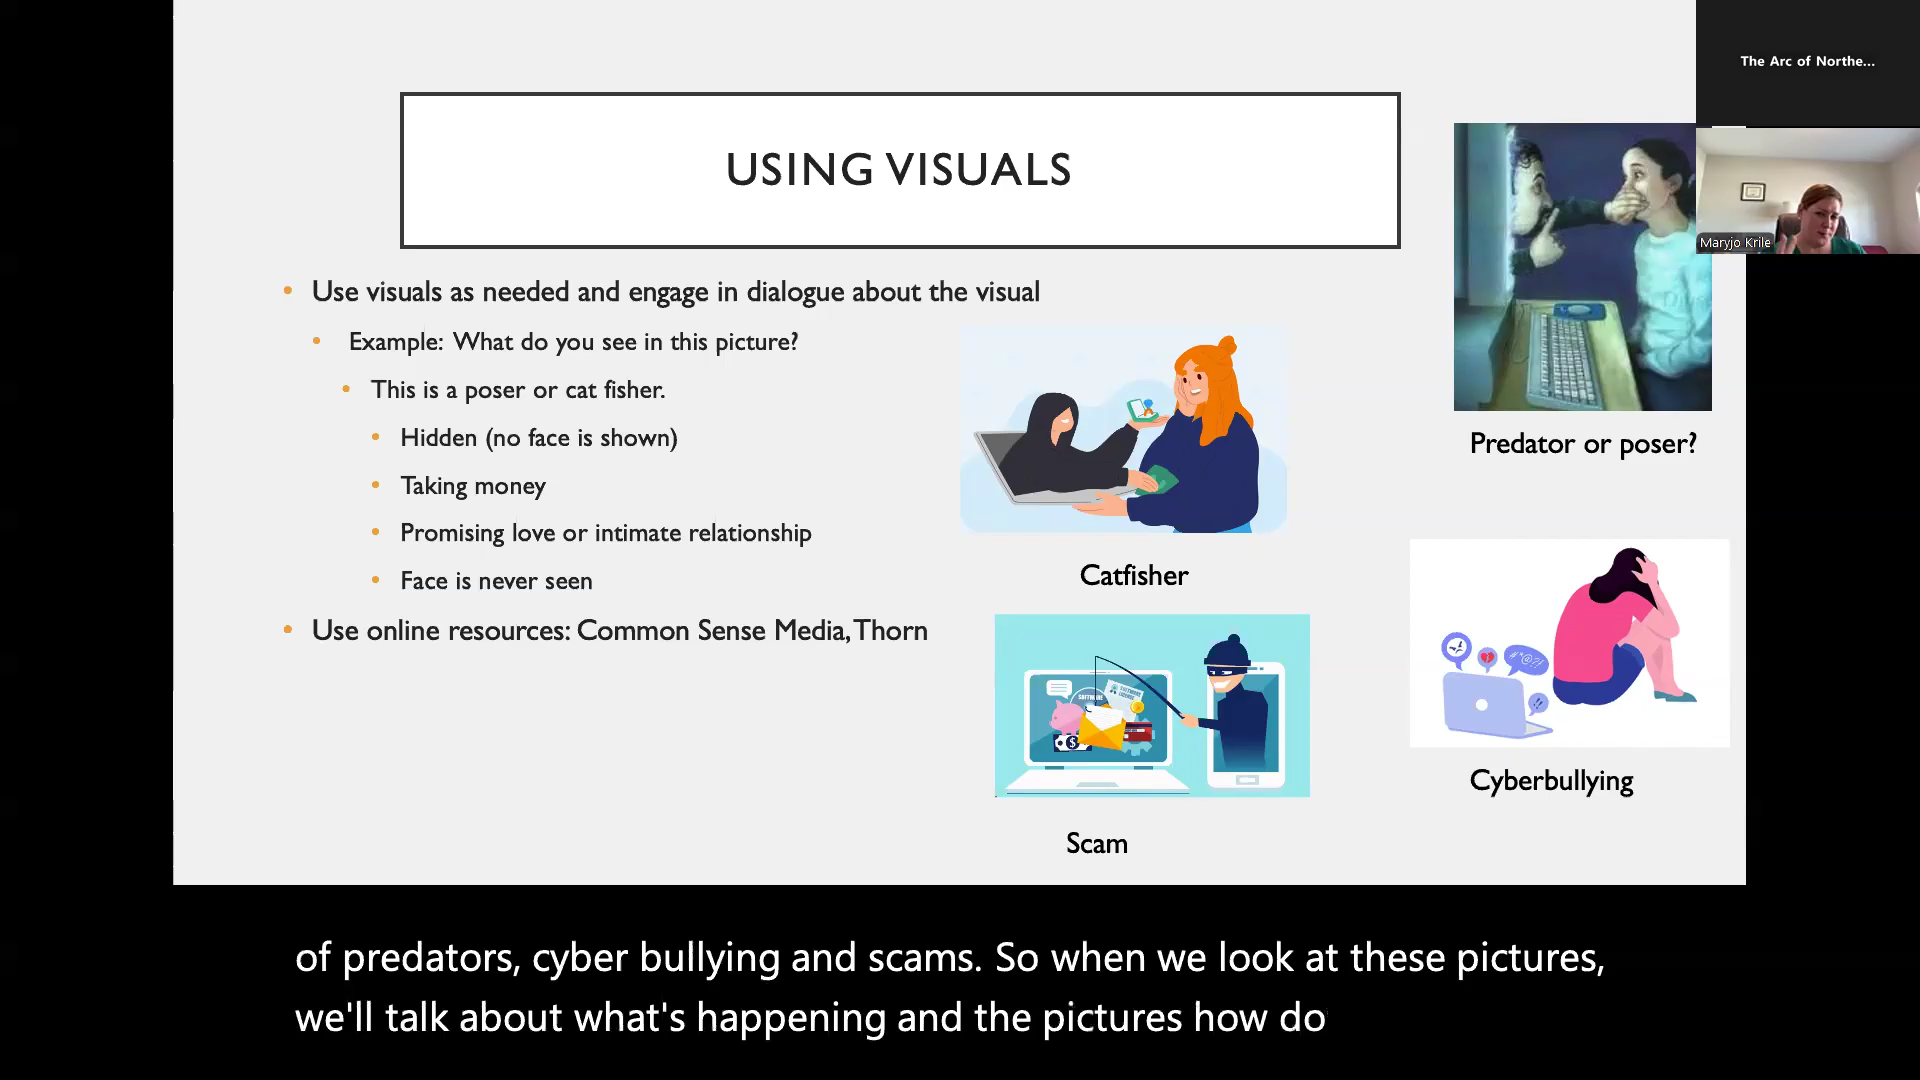 The Arc of Northe...
Maryjo Krile
USING VISUALS
• Use visuals as needed and engage in dialogue about the visual
• Example: What do you see in this picture?
• This is a poser or cat fisher.
• Hidden (no face is shown)
• Taking money
• Promising love or intimate relationship
• Face is never seen
• Use online resources: Common Sense Media, Thorn
Predator or poser?
Catfisher
#*@?!
!!
SOFTWARE
SOFTWARE LICENSE
$
Cyberbullying
Scam
of predators, cyber bullying and scams. So when we look at these pictures,
we'll talk about what's happening and the pictures how do